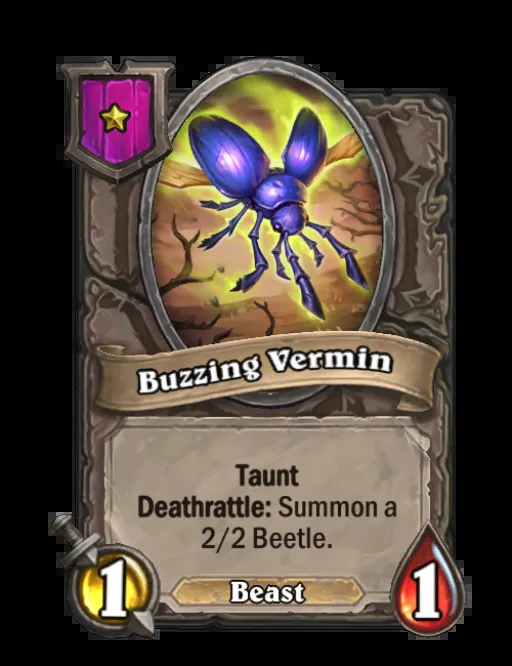 Buzzing Vermin
Taunt
Deathrattle: Summon a
2/2 Beetle.
1
Beast
1